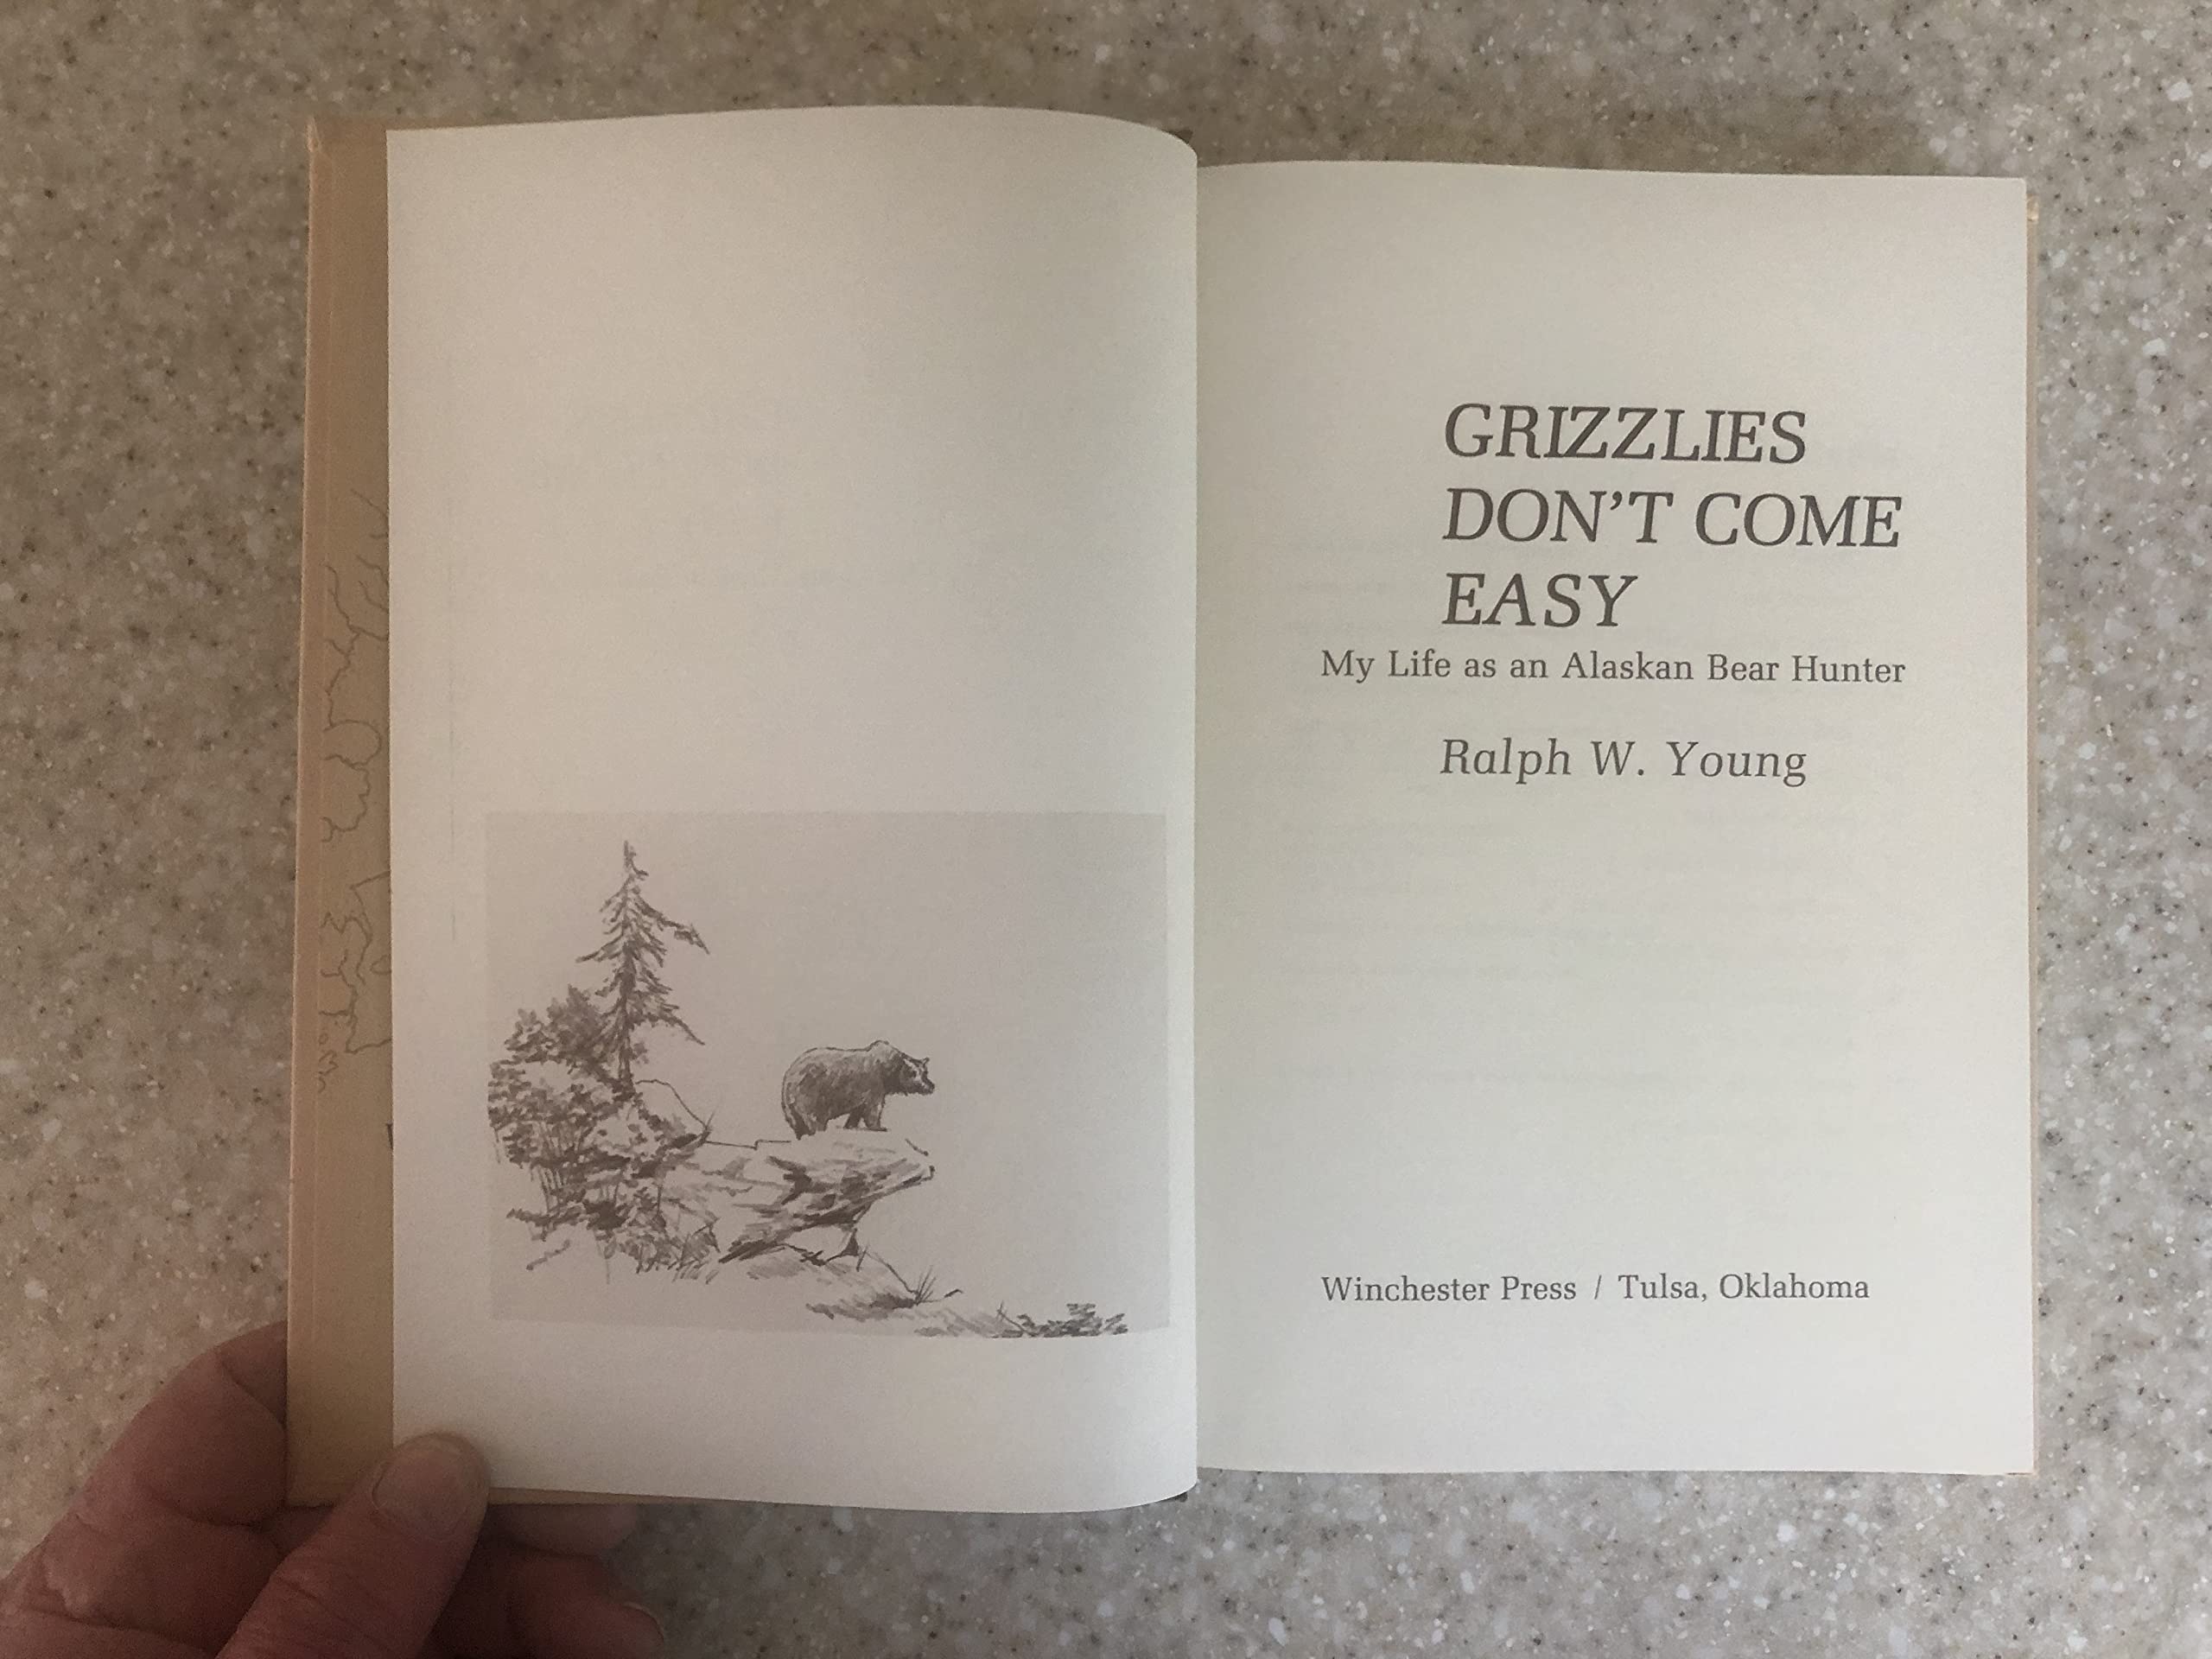 GRIZZLIES
DON'T COME
EASY
My Life as an Alaskan Bear Hunter
Ralph W. Young
Winchester Press / Tulsa, Oklahoma